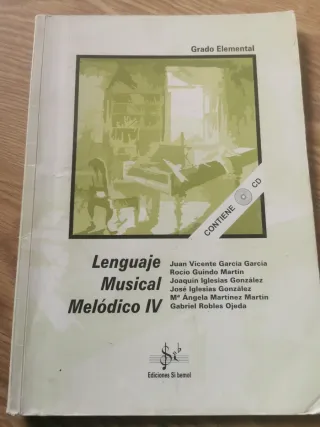 Grado Elemental
CONTIENE CD
Lenguaje
Musical
Melódico IV
Juan Vicente García García
Rocío Guindo Martín
Joaquín Iglesias González
José Iglesias González
Mª Ángela Martínez Martín
Gabriel Robles Ojeda
Si b
Ediciones Si bemol